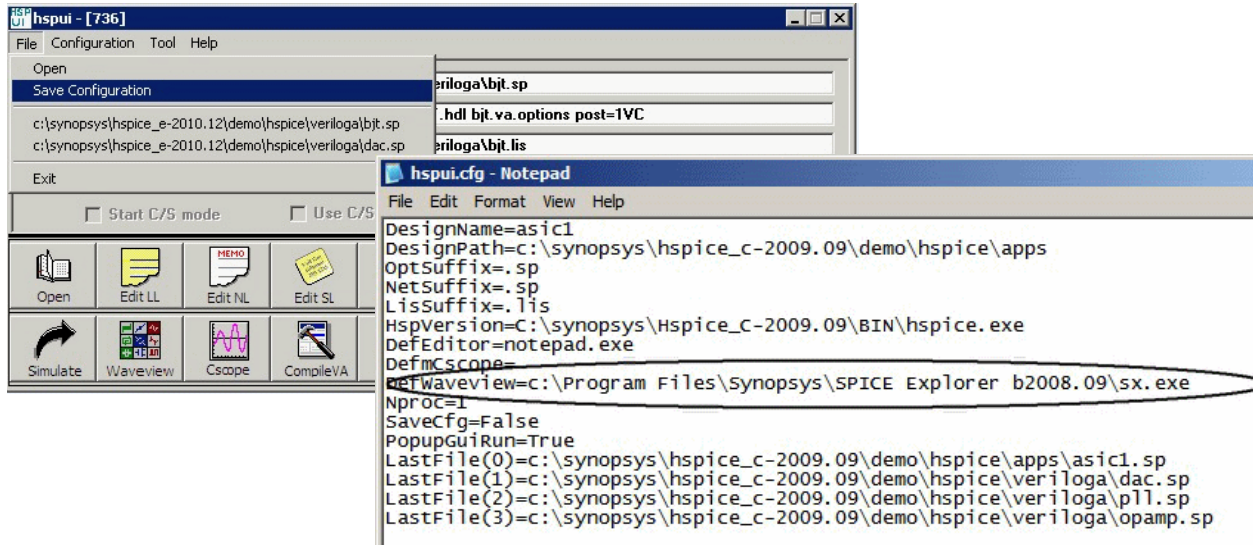 hspui - [736]
File Configuration Tool Help
Open
Save Configuration
c:\synopsys\hspice_e-2010.12\demo\hspice\veriloga\bjt.sp
c:\synopsys\hspice_e-2010.12\demo\hspice\veriloga\dac.sp
Exit
eriloga\bjt.sp
.hdl bjt.va.options post=1VC
eriloga\bjt.lis
Start C/S mode
Use C/S
Open
Edit LL
MEMO
Edit NL
Edit SL
Simulate
Waveview
Cscope
CompileVA
hspui.cfg - Notepad
File Edit Format View Help
DesignName=asic1
DesignPath=c:\synopsys\hspice_c-2009.09\demo\hspice\apps
OptSuffix=.sp
NetSuffix=.sp
LisSuffix=.lis
HspVersion=C:\synopsys\Hspice_C-2009.09\BIN\hspice.exe
DefEditor=notepad.exe
DefmCscope=
DefWaveview=c:\Program Files\Synopsys\SPICE Explorer b2008.09\sx.exe
Nproc=1
SaveCfg=False
PopupGuiRun=True
LastFile(0)=c:\synopsys\hspice_c-2009.09\demo\hspice\apps\asic1.sp
LastFile(1)=c:\synopsys\hspice_c-2009.09\demo\hspice\veriloga\dac.sp
LastFile(2)=c:\synopsys\hspice_c-2009.09\demo\hspice\veriloga\pll.sp
LastFile(3)=c:\synopsys\hspice_c-2009.09\demo\hspice\veriloga\opamp.sp